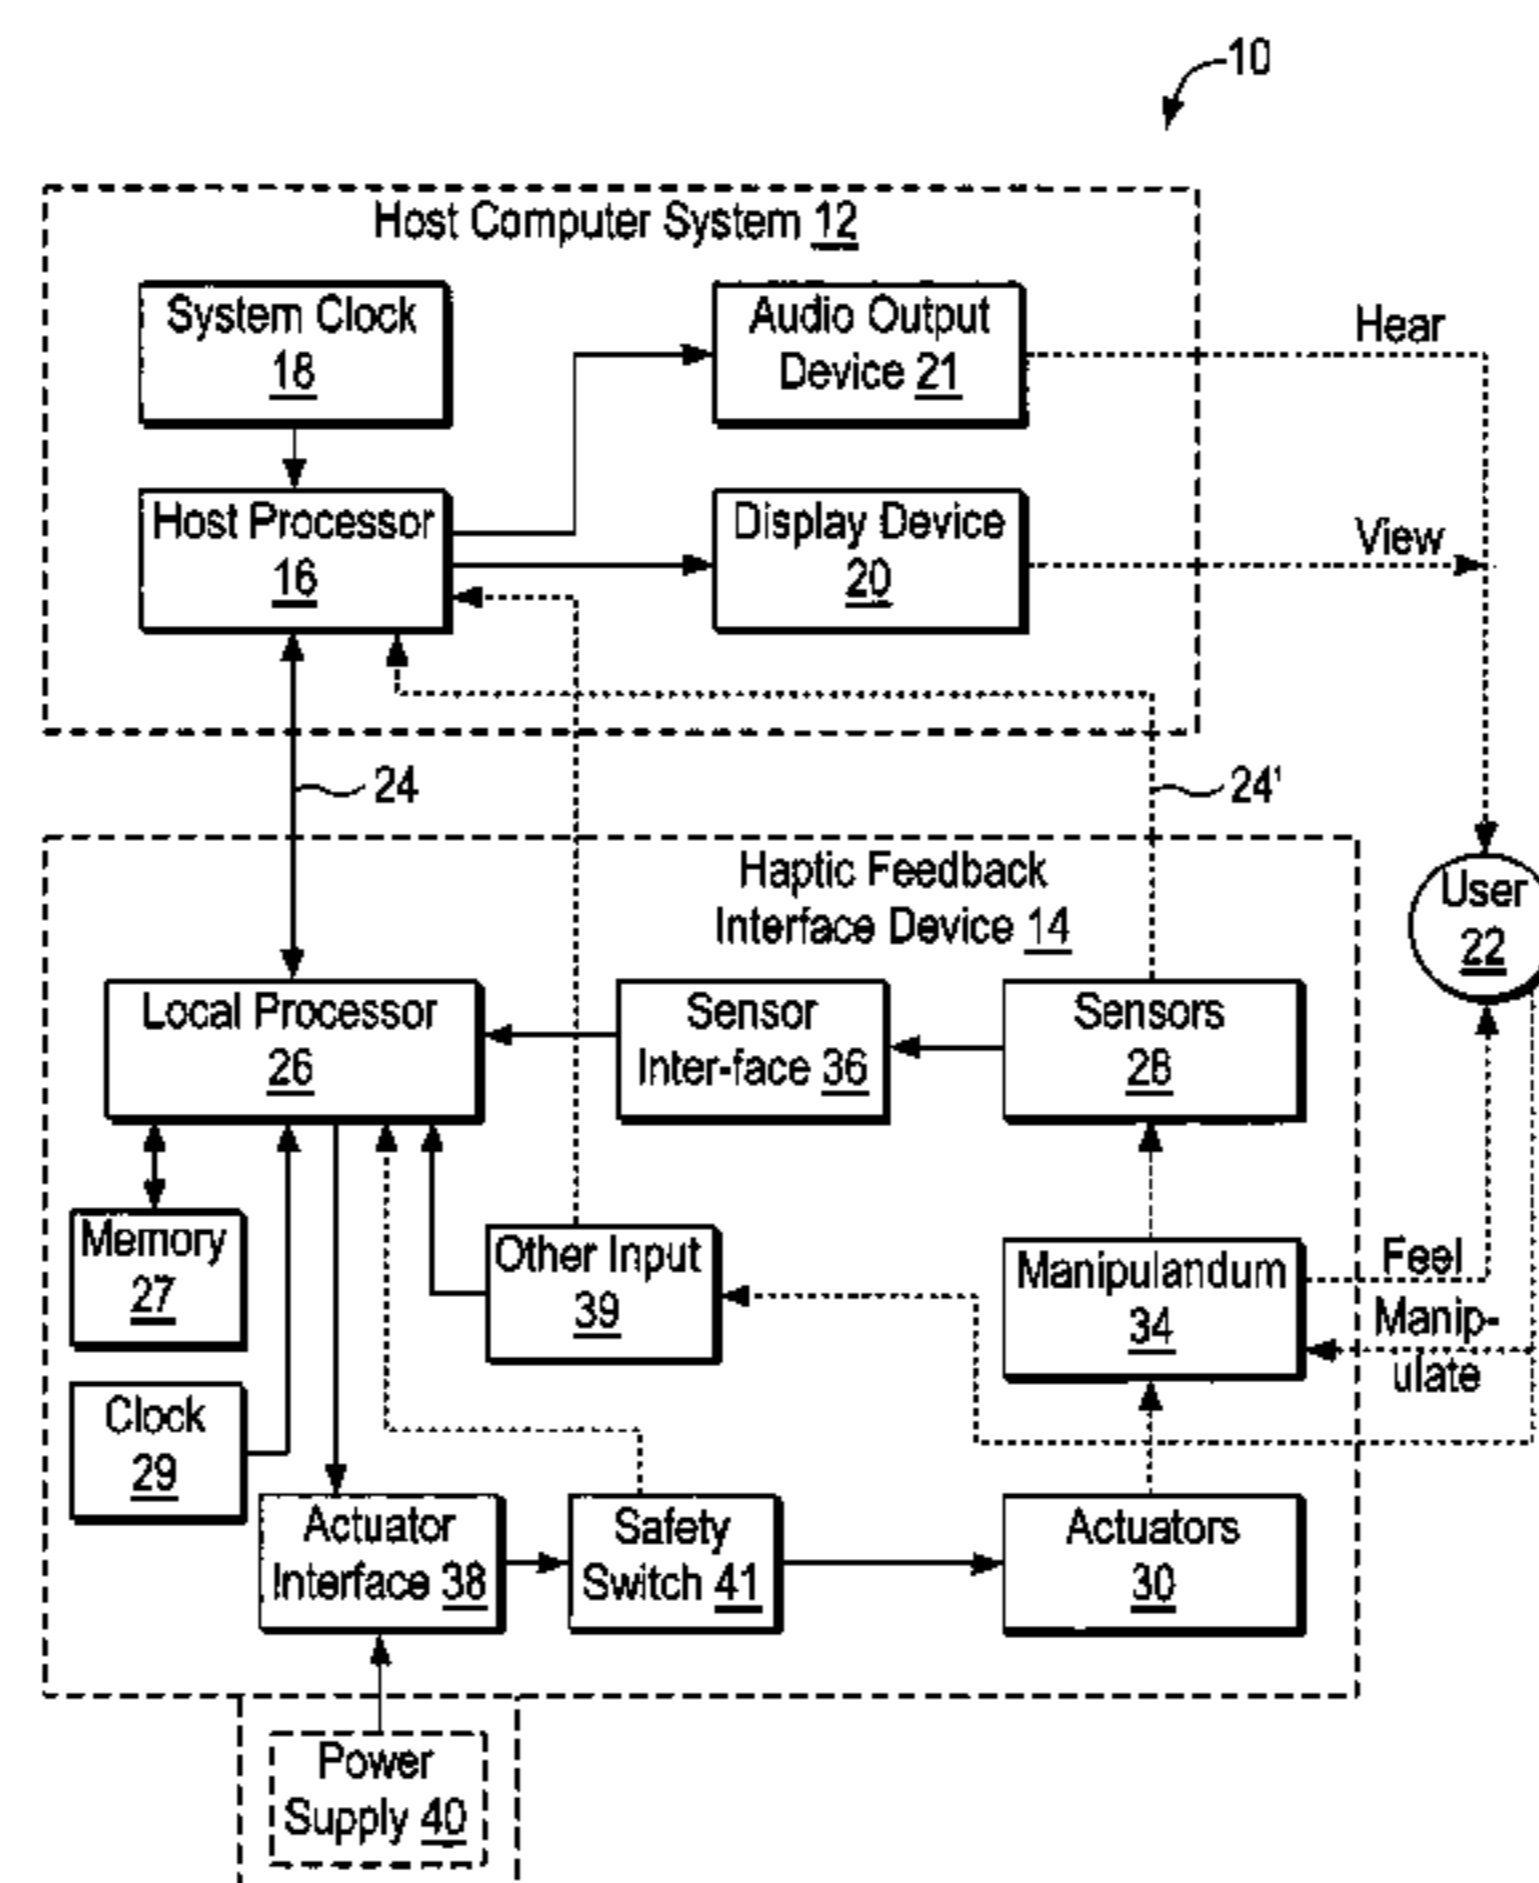 10
Host Computer System 12
System Clock
18
Audio Output
Device 21
Hear
Host Processor
16
Display Device
20
View
24
24'
Haptic Feedback
Interface Device 14
User
22
Local Processor
26
Sensor
Inter-face 36
Sensors
28
Memory
27
Other Input
39
Manipulandum
34
Feel
Manip-
ulate
Clock
29
Actuator
Interface 38
Safety
Switch 41
Actuators
30
Power
Supply 40